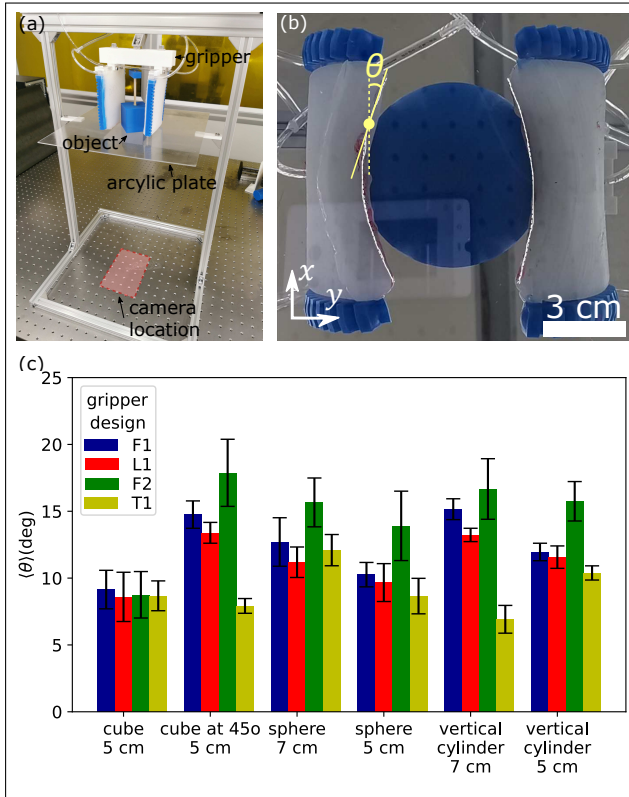 (a)
gripper
object
arcylic plate
camera
location
(b)
θ
x
y
3 cm
(c)
25
20
15
10
5
0
⟨θ⟩(deg)
gripper
design
F1
L1
F2
T1
cube
5 cm
cube at 45o
5 cm
sphere
7 cm
sphere
5 cm
vertical
cylinder
7 cm
vertical
cylinder
5 cm